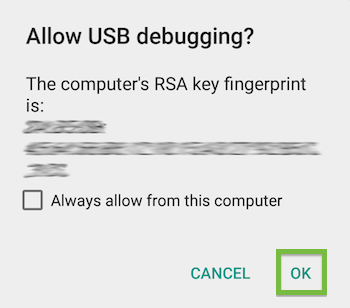 Allow USB debugging?
The computer's RSA key fingerprint
is:
Always allow from this computer
CANCEL
OK